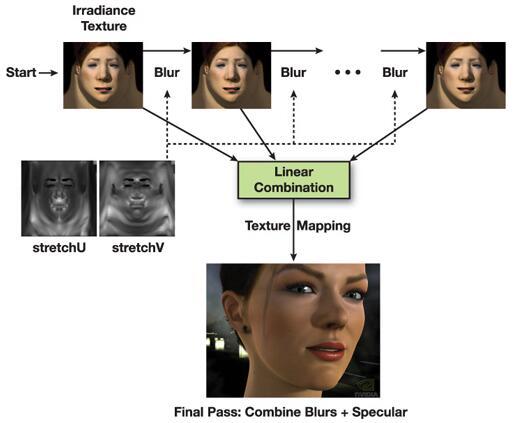 Irradiance
Texture
Start
Blur
Blur
Blur
Linear
Combination
stretchU
stretchV
Texture Mapping
NVIDIA
Final Pass: Combine Blurs + Specular